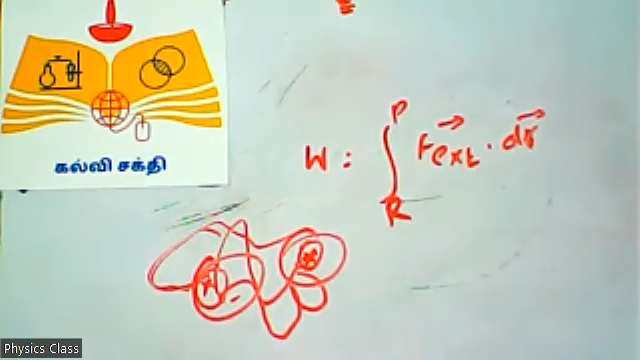 கல்வி சக்தி
W : ∫ᴿᴾ F⃗ext . dr⃗
Physics Class